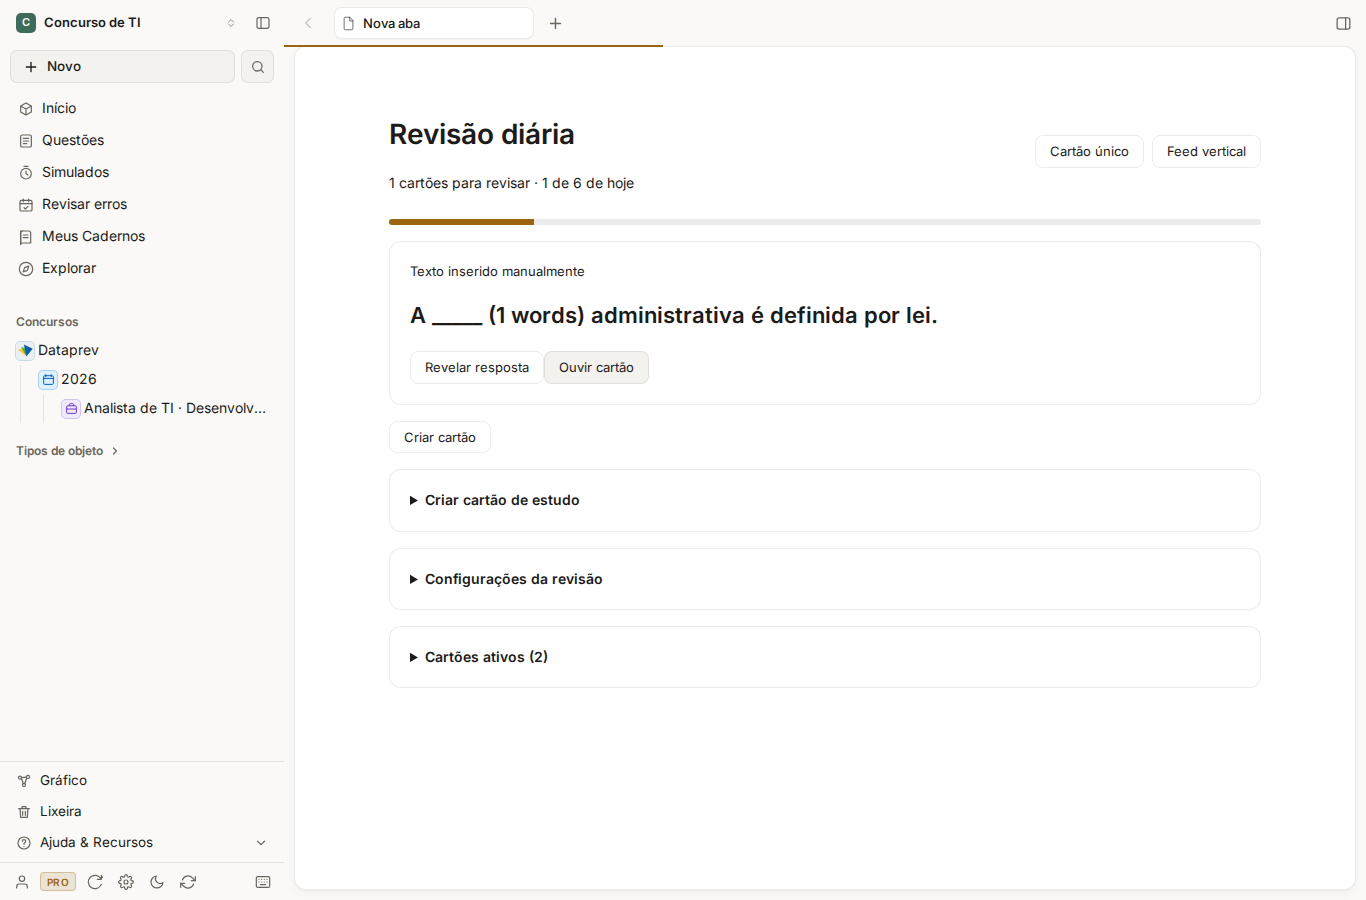 C Concurso de TI
Novo
Início
Questões
Simulados
Revisar erros
Meus Cadernos
Explorar
Concursos
Dataprev
2026
Analista de TI · Desenvolv...
Tipos de objeto
Gráfico
Lixeira
Ajuda & Recursos
PRO
Nova aba
Revisão diária
Cartão único
Feed vertical
1 cartões para revisar · 1 de 6 de hoje
Texto inserido manualmente
A _____ (1 words) administrativa é definida por lei.
Revelar resposta
Ouvir cartão
Criar cartão
Criar cartão de estudo
Configurações da revisão
Cartões ativos (2)